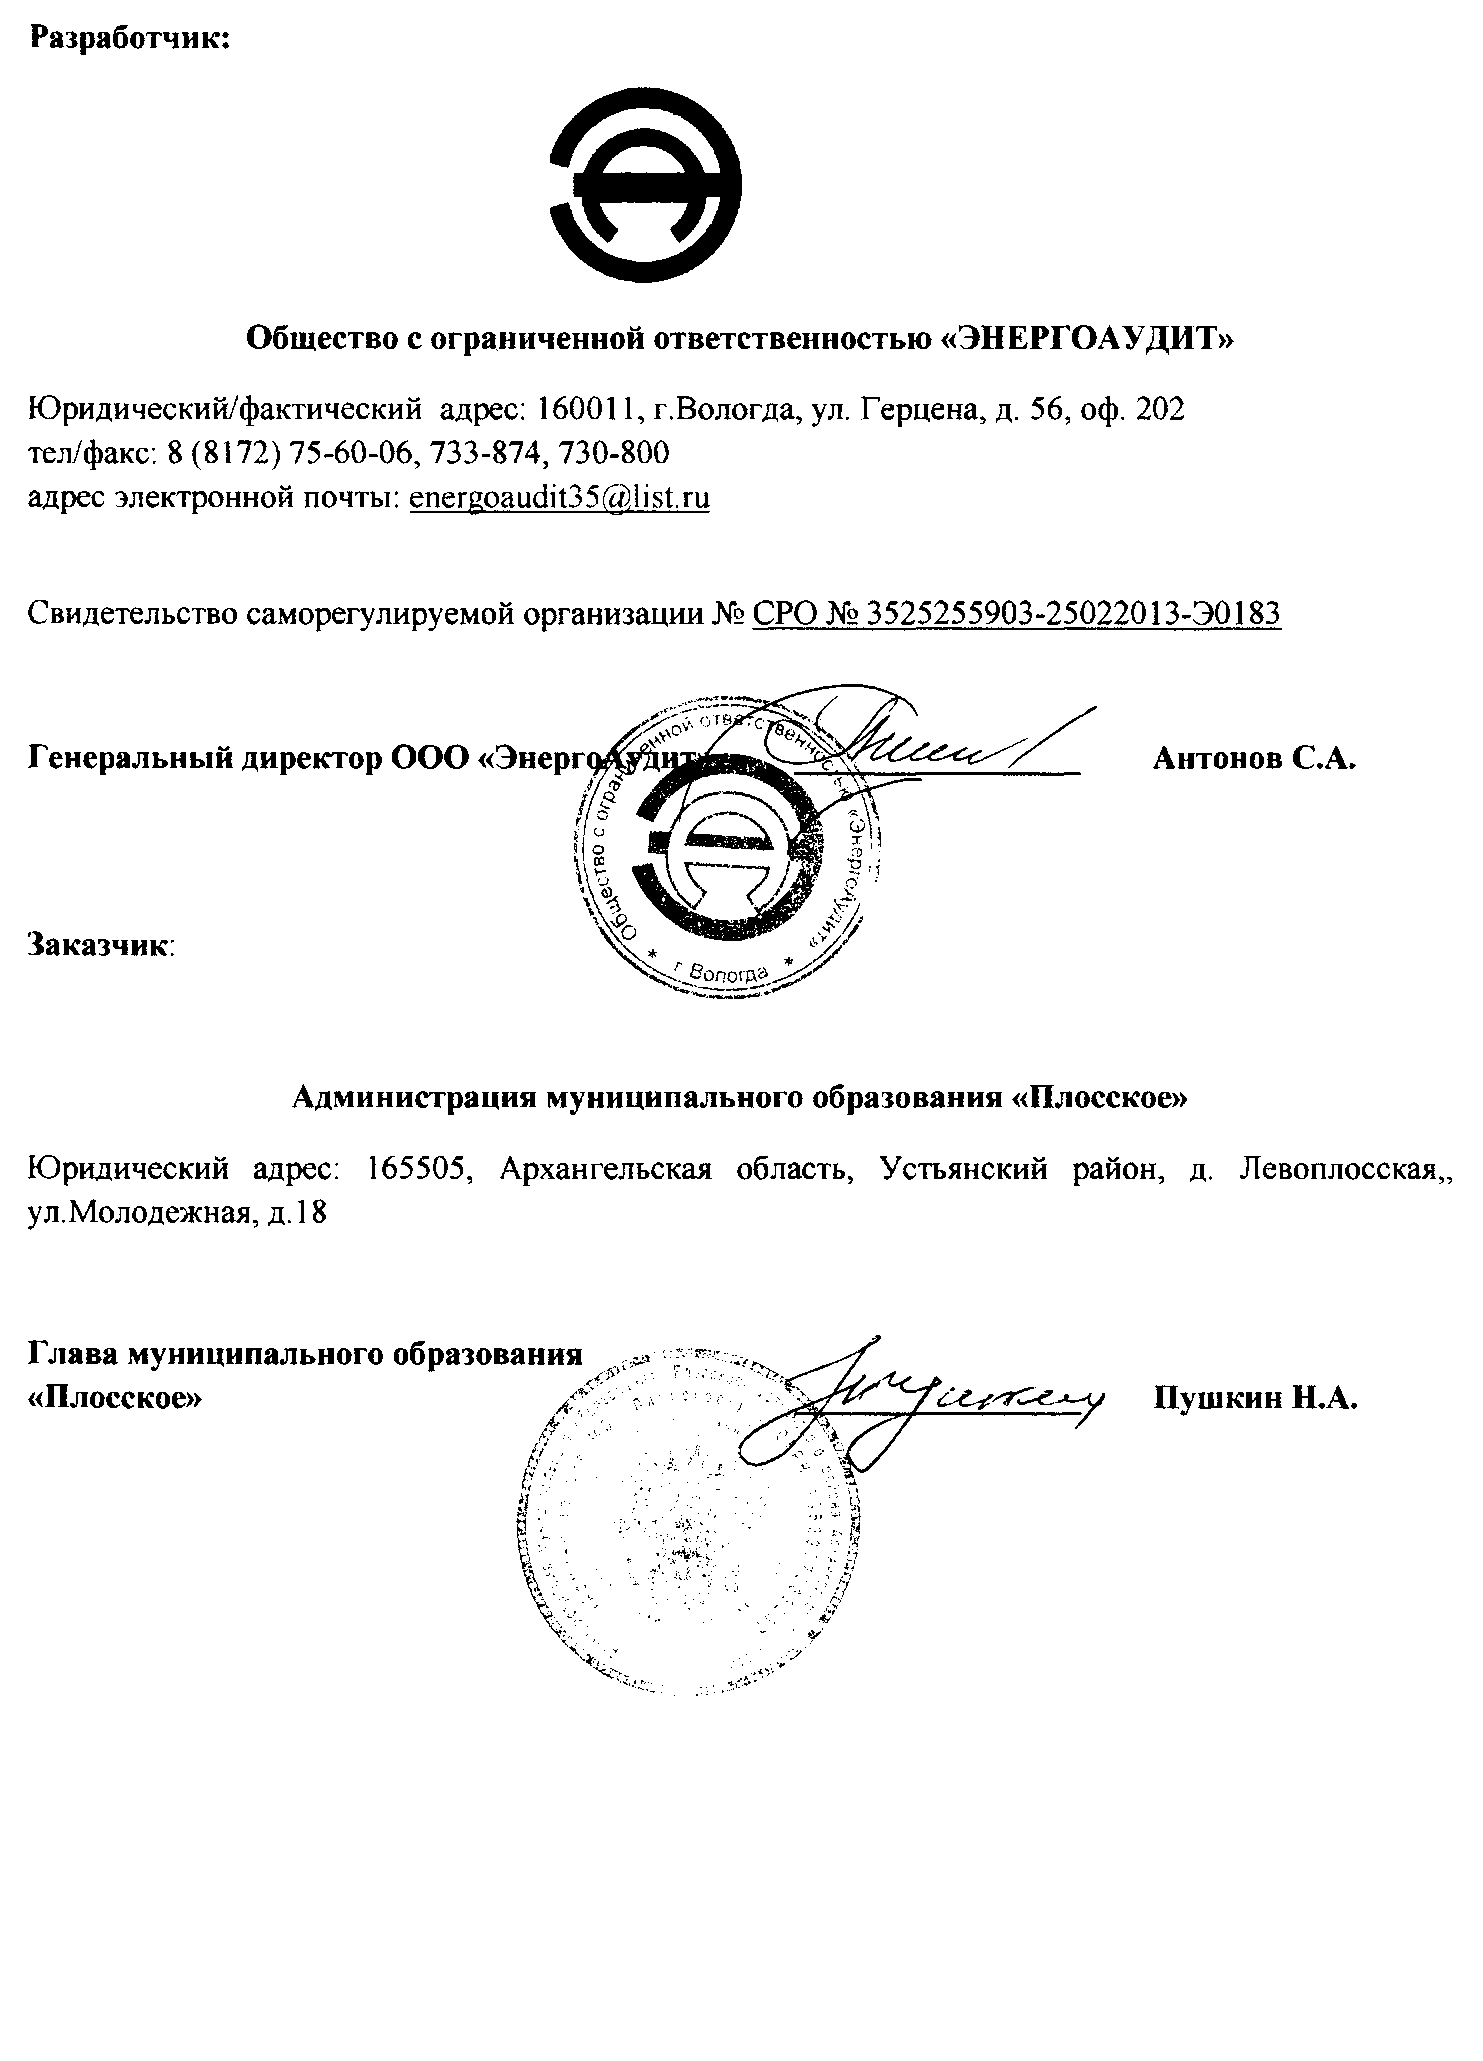 Разработчик:
Общество с ограниченной ответственностью «ЭНЕРГОАУДИТ»
Юридический/фактический адрес: 160011, г.Вологда, ул. Герцена, д. 56, оф. 202
тел/факс: 8 (8172) 75-60-06, 733-874, 730-800
адрес электронной почты: energoaudit35@list.ru
Свидетельство саморегулируемой организации № СРО № 3525255903-25022013-Э0183
Генеральный директор ООО «ЭнергоАудит» Антонов С.А.
Общество с ограниченной ответственностью «ЭнергоАудит»
* г Вологда *
Заказчик:
Администрация муниципального образования «Плосское»
Юридический адрес: 165505, Архангельская область, Устьянский район, д. Левоплосская,,
ул.Молодежная, д.18
Глава муниципального образования
«Плосское» Пушкин Н.А.